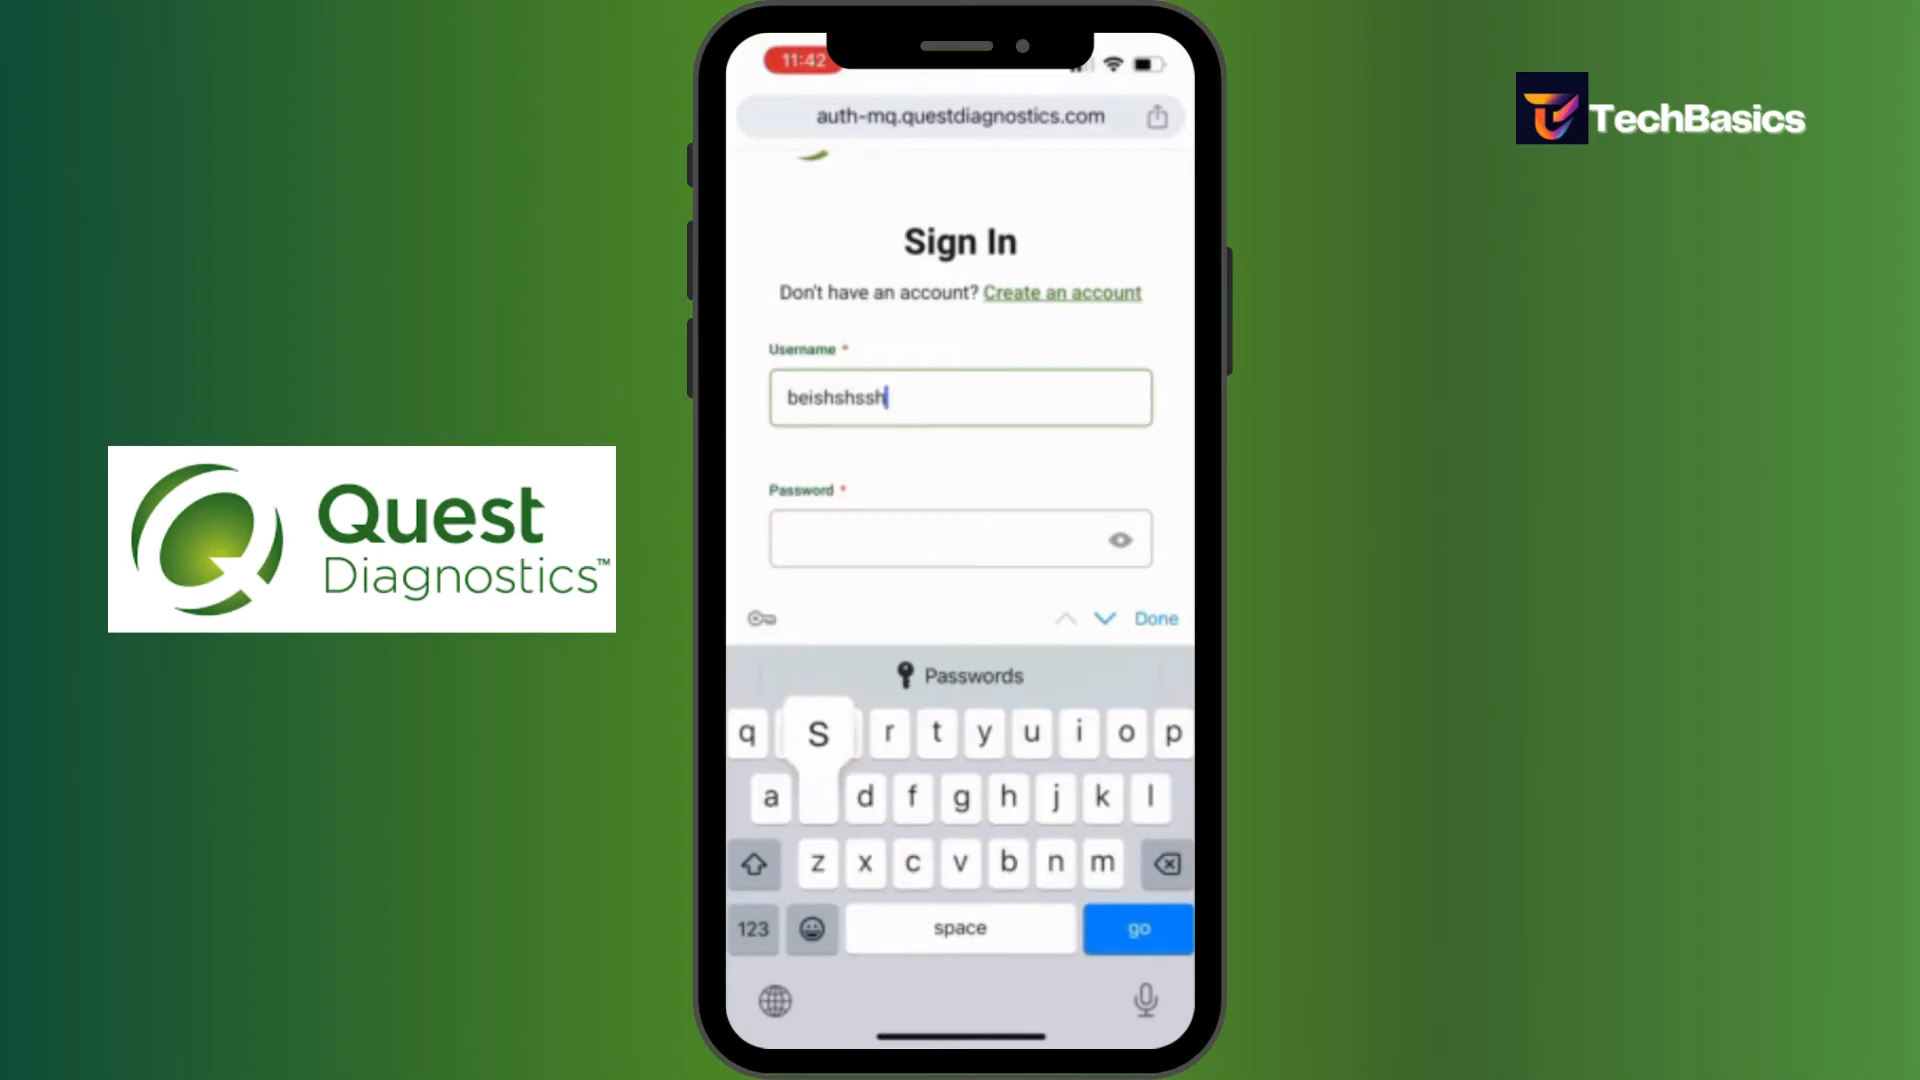 11:42
auth-mq.questdiagnostics.com
TechBasics
Sign In
Don't have an account? Create an account
Username *
beishshssh
Quest
Diagnostics™
Password *
Done
Passwords
q S r t y u i o p
a d f g h j k l
z x c v b n m
123 space go